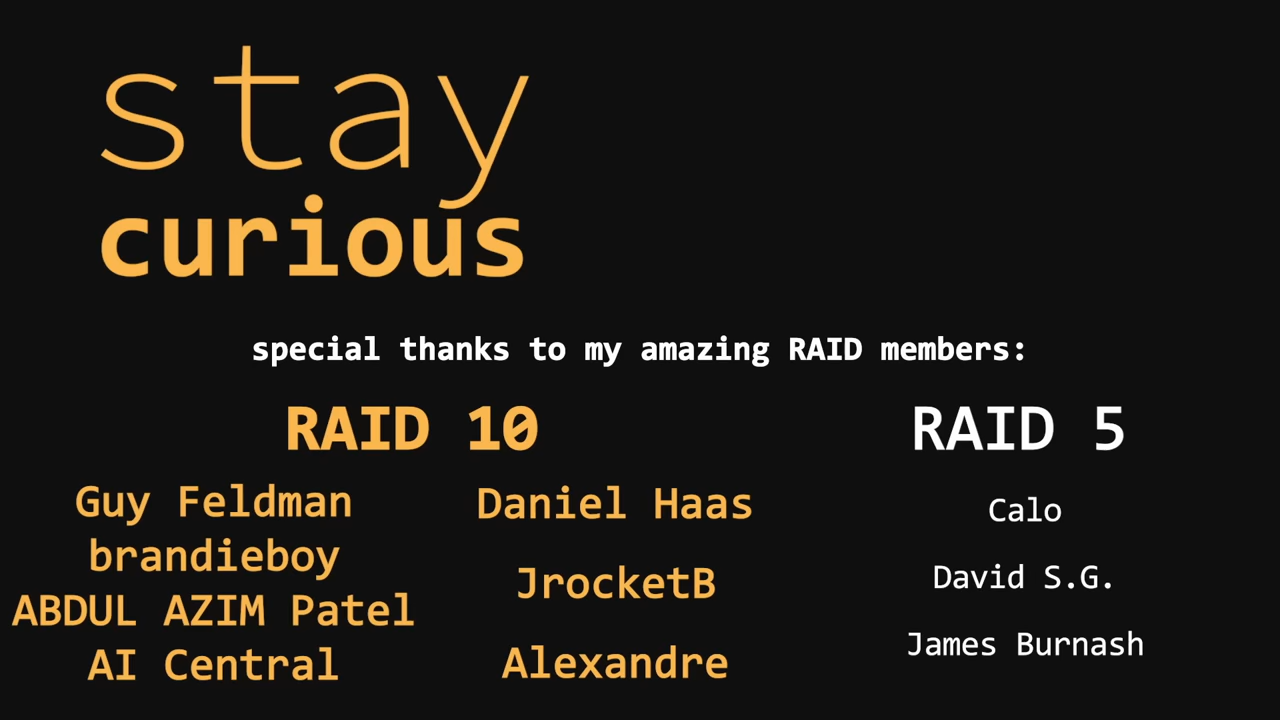 stay
curious
special thanks to my amazing RAID members:
RAID 10
Guy Feldman
brandieboy
ABDUL AZIM Patel
AI Central
Daniel Haas
JrocketB
Alexandre
RAID 5
Calo
David S.G.
James Burnash